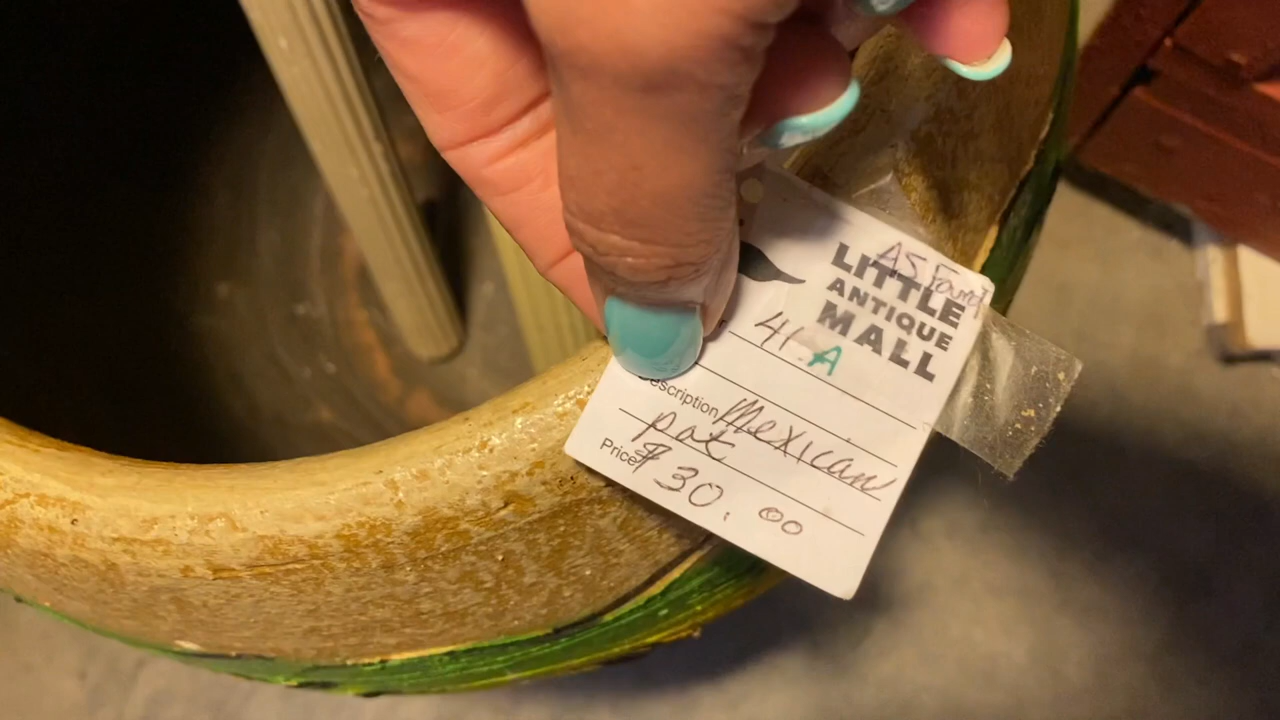 As Found
LITTLE
ANTIQUE
MALL
41 A
Description Mexican
pot
Price $30.00